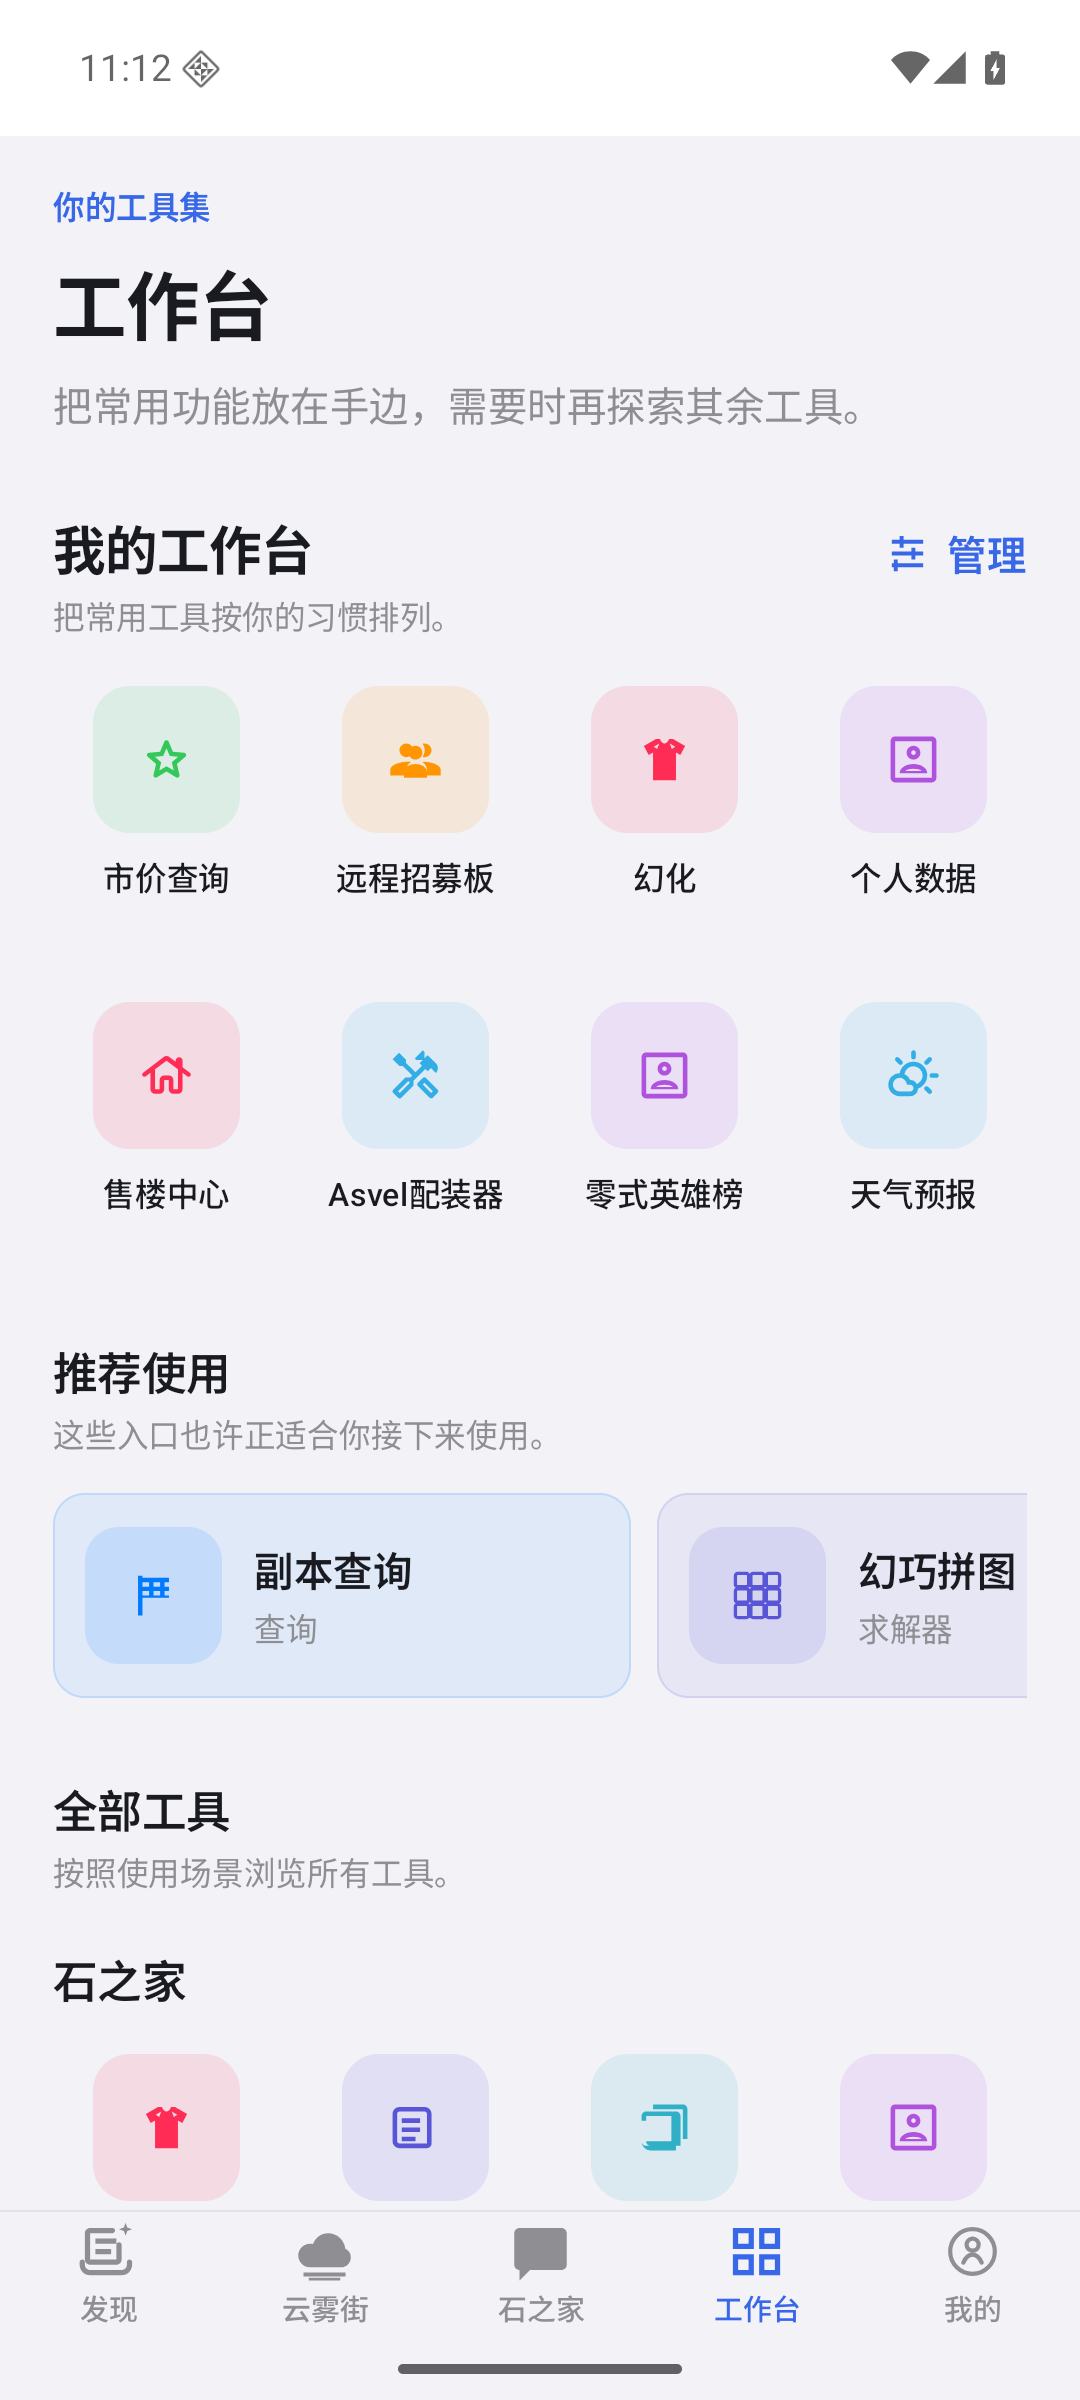 11:12
你的工具集
工作台
把常用功能放在手边，需要时再探索其余工具。
我的工作台
管理
把常用工具按你的习惯排列。
市价查询
远程招募板
幻化
个人数据
售楼中心
Asvel配装器
零式英雄榜
天气预报
推荐使用
这些入口也许正适合你接下来使用。
副本查询
查询
幻巧拼图
求解器
全部工具
按照使用场景浏览所有工具。
石之家
发现
云雾街
石之家
工作台
我的